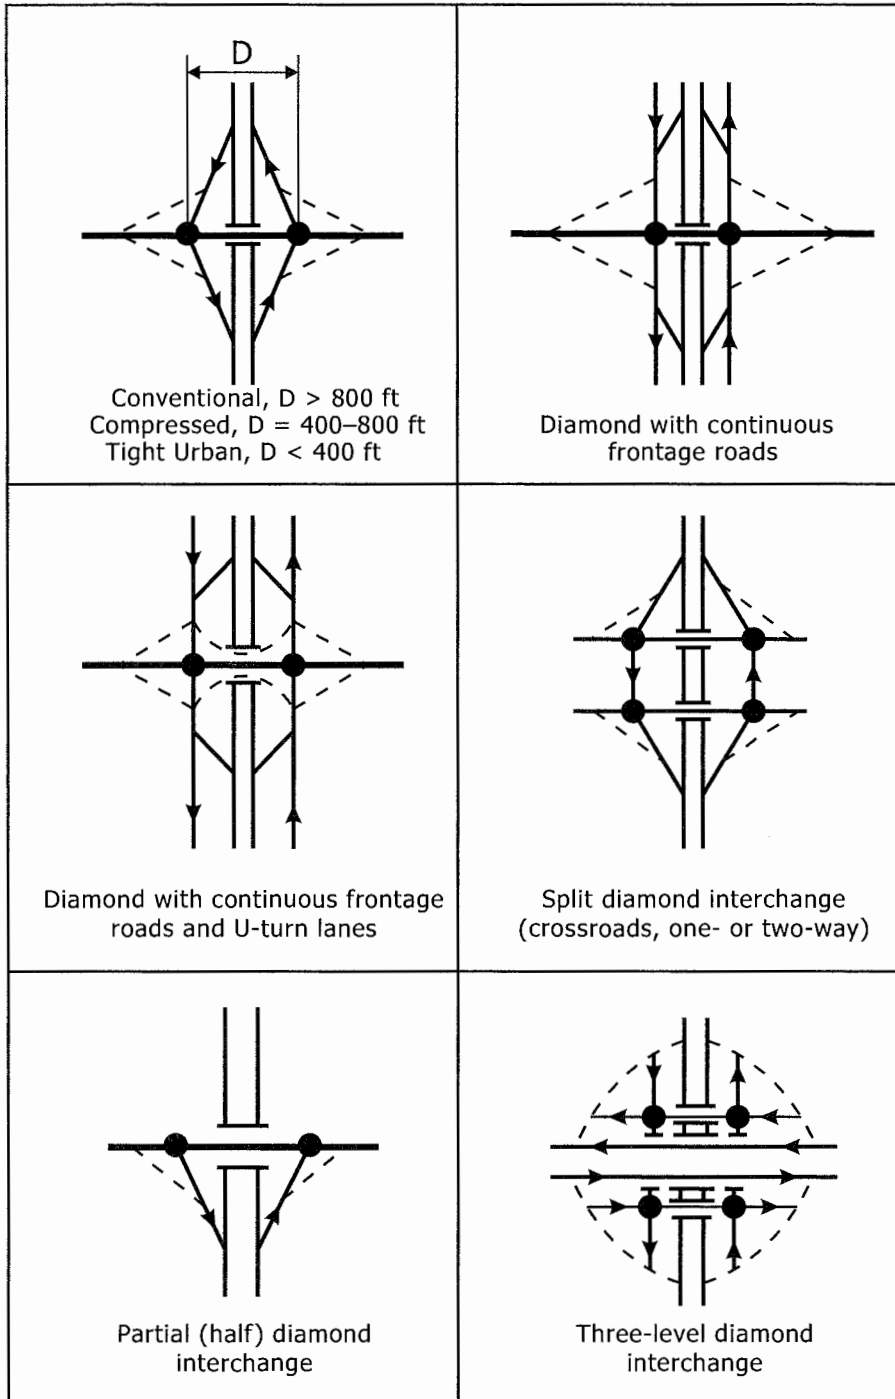 D
Conventional, D > 800 ft
Compressed, D = 400–800 ft
Tight Urban, D < 400 ft
Diamond with continuous
frontage roads
Diamond with continuous frontage
roads and U-turn lanes
Split diamond interchange
(crossroads, one- or two-way)
Partial (half) diamond
interchange
Three-level diamond
interchange